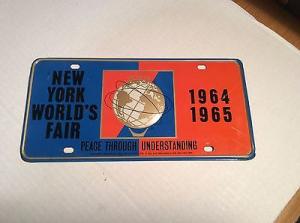 NEW
YORK
WORLD'S
FAIR
1964
1965
PEACE THROUGH UNDERSTANDING